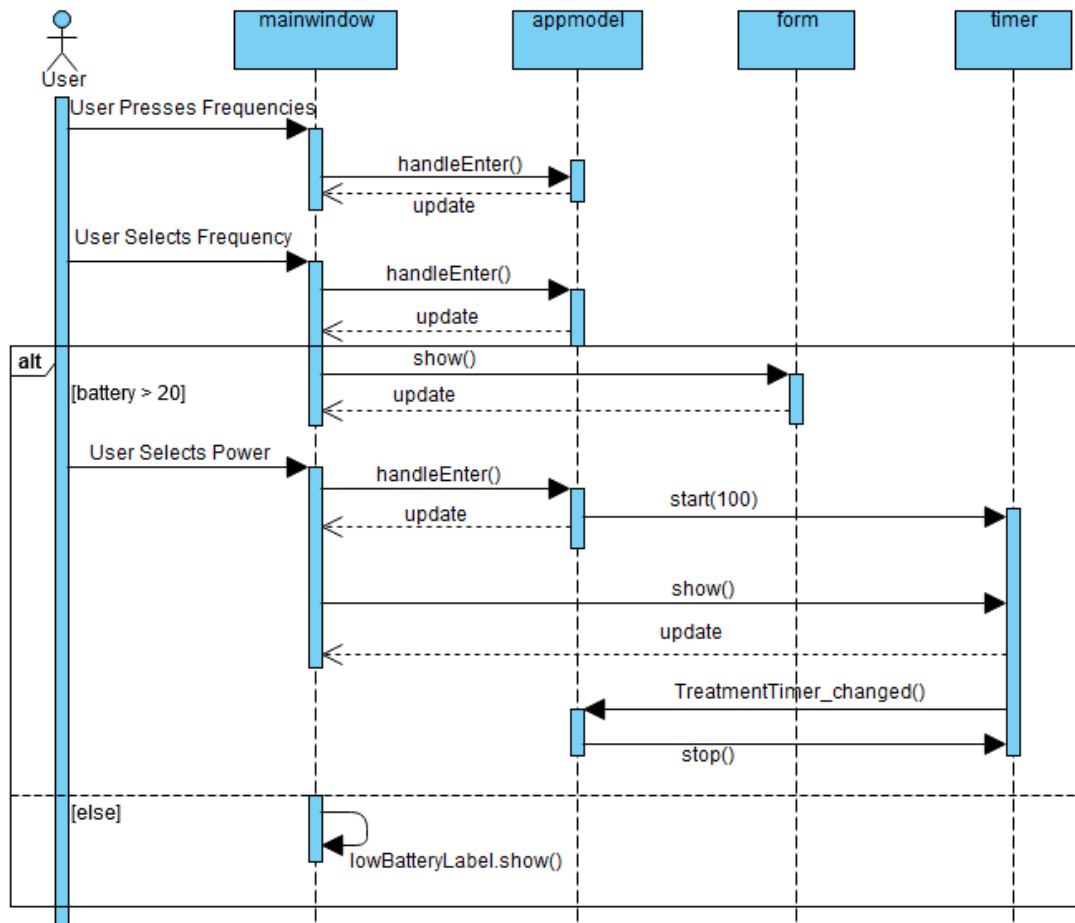 mainwindow
appmodel
form
timer
User
User Presses Frequencies
handleEnter()
update
User Selects Frequency
handleEnter()
update
alt
show()
[battery > 20]
update
User Selects Power
handleEnter()
start(100)
update
show()
update
TreatmentTimer_changed()
stop()
[else]
lowBatteryLabel.show()